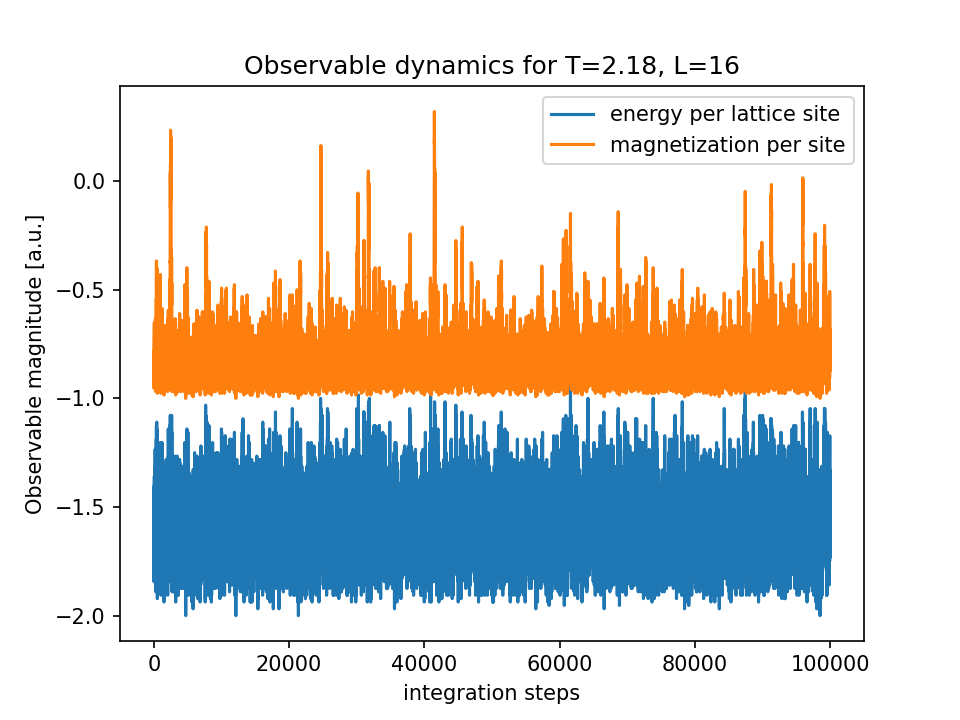 Observable dynamics for T=2.18, L=16
energy per lattice site
magnetization per site
Observable magnitude [a.u.]
0.0
−0.5
−1.0
−1.5
−2.0
0 20000 40000 60000 80000 100000
integration steps